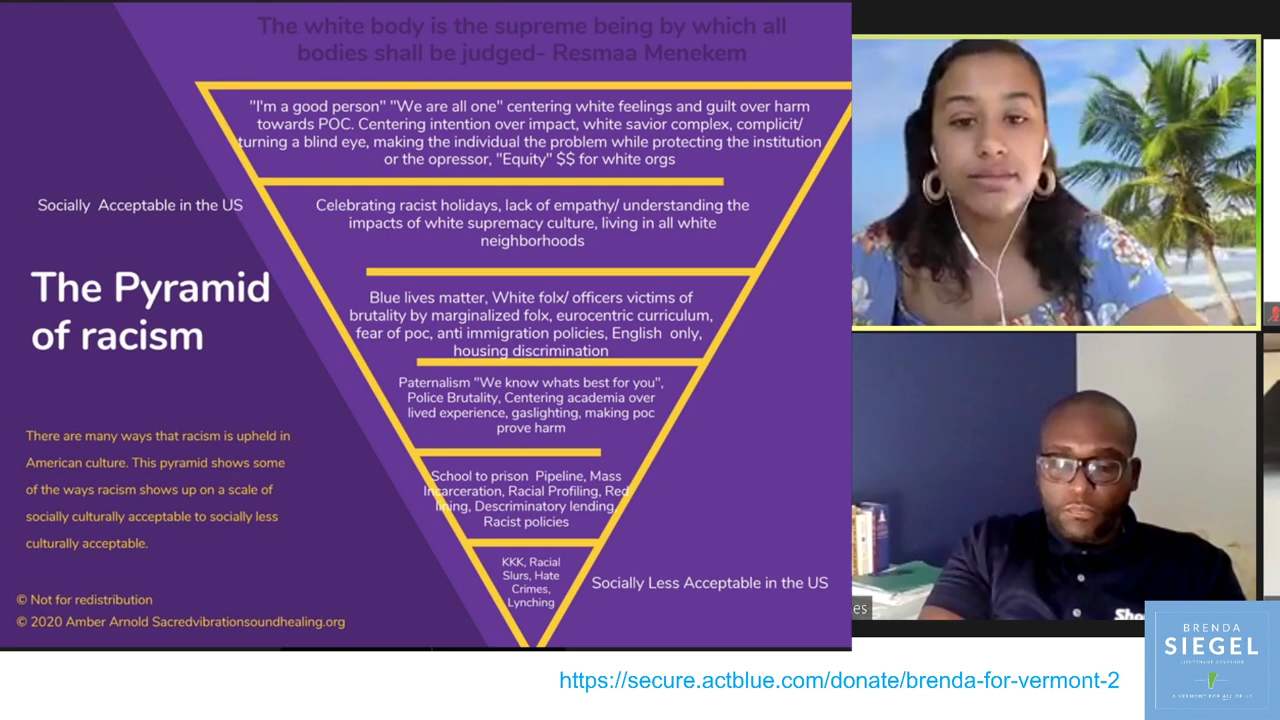 The white body is the supreme being by which all
bodies shall be judged- Resmaa Menekem
"I'm a good person" "We are all one" centering white feelings and guilt over harm
towards POC. Centering intention over impact, white savior complex, complicit/
turning a blind eye, making the individual the problem while protecting the institution
or the opressor, "Equity" $$ for white orgs
Socially Acceptable in the US
Celebrating racist holidays, lack of empathy/ understanding the
impacts of white supremacy culture, living in all white
neighborhoods
The Pyramid
of racism
Blue lives matter, White folx/ officers victims of
brutality by marginalized folx, eurocentric curriculum,
fear of poc, anti immigration policies, English only,
housing discrimination
Paternalism "We know whats best for you",
Police Brutality, Centering academia over
lived experience, gaslighting, making poc
prove harm
There are many ways that racism is upheld in
American culture. This pyramid shows some
of the ways racism shows up on a scale of
socially culturally acceptable to socially less
culturally acceptable.
School to prison Pipeline, Mass
Incarceration, Racial Profiling, Red
lining, Descriminatory lending,
Racist policies
KKK, Racial
Slurs, Hate
Crimes,
Lynching
Socially Less Acceptable in the US
© Not for redistribution
© 2020 Amber Arnold Sacredvibrationsoundhealing.org
https://secure.actblue.com/donate/brenda-for-vermont-2
BRENDA
SIEGEL
LIEUTENANT GOVERNOR
A VERMONT FOR ALL OF US